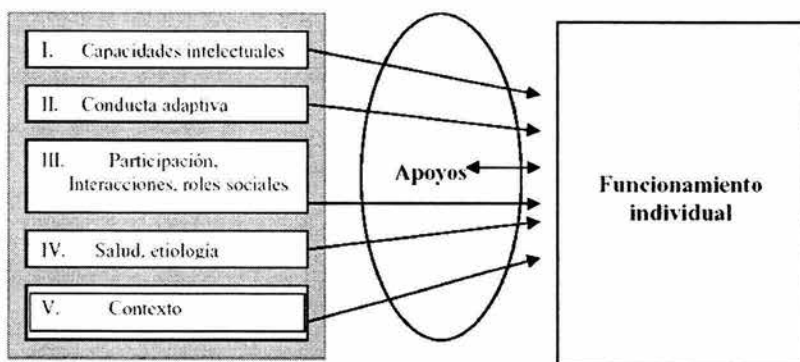 I. Capacidades intelectuales
II. Conducta adaptiva
III. Participación,
Interacciones, roles sociales
IV. Salud, etiología
V. Contexto
Apoyos
Funcionamiento
individual